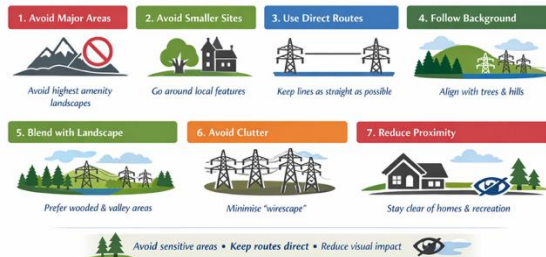 1. Avoid Major Areas
Avoid highest amenity
landscapes
2. Avoid Smaller Sites
Go around local features
3. Use Direct Routes
Keep lines as straight as possible
4. Follow Background
Align with trees & hills
5. Blend with Landscape
Prefer wooded & valley areas
6. Avoid Clutter
Minimise "wirescape"
7. Reduce Proximity
Stay clear of homes & recreation
Avoid sensitive areas • Keep routes direct • Reduce visual impact